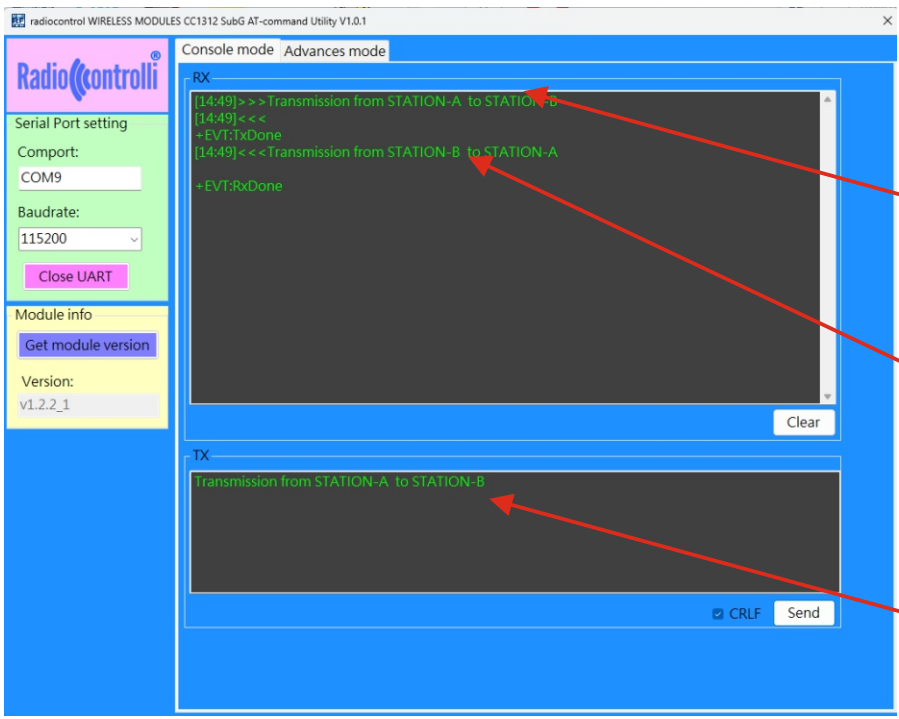 radiocontrol WIRELESS MODULES CC1312 SubG AT-command Utility V1.0.1
Radiocontrolli®
Serial Port setting
Comport:
COM9
Baudrate:
115200
Close UART
Module info
Get module version
Version:
v1.2.2_1
Console mode
Advances mode
RX
[14:49]>>>Transmission from STATION-A  to STATION-B
[14:49]<<<
+EVT:TxDone
[14:49]<<<Transmission from STATION-B  to STATION-A
+EVT:RxDone
Clear
TX
Transmission from STATION-A  to STATION-B
CRLF
Send